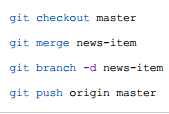 git checkout master
git merge news-item
git branch -d news-item
git push origin master